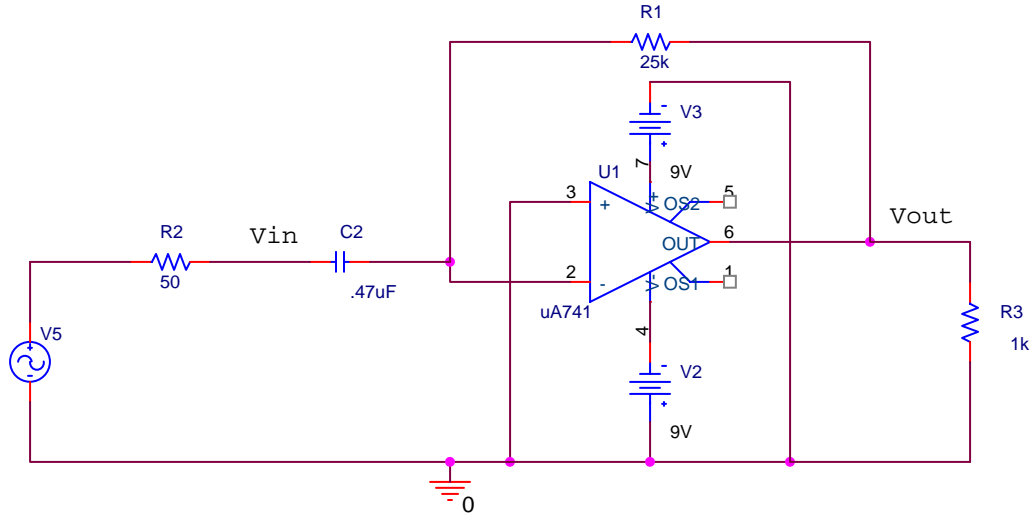 R1
25k
V3
-
+
9V
7
U1
3
+
V+
OS2
5
Vout
6
OUT
R2
50
Vin
C2
.47uF
2
-
V-
OS1
1
uA741
4
V5
+
-
R3
1k
-
V2
+
9V
0